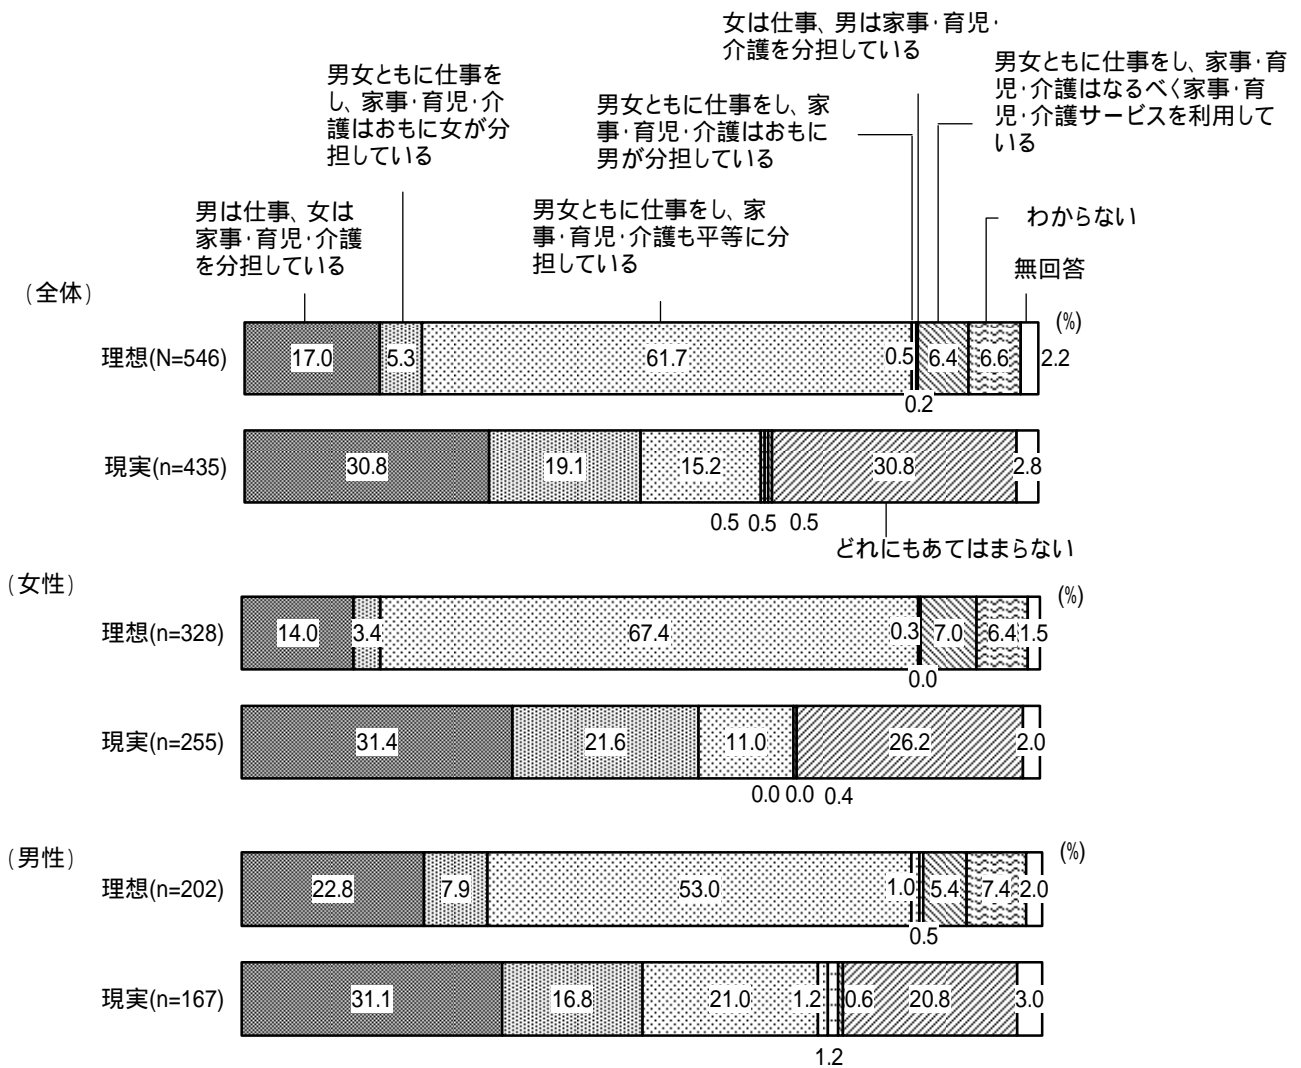 女は仕事、男は家事・育児・
介護を分担している
男女ともに仕事をし、家事・育
児・介護はなるべく家事・育
児・介護サービスを利用して
いる
男女ともに仕事を
し、家事・育児・介
護はおもに女が分
担している
男女ともに仕事をし、家
事・育児・介護はおもに
男が分担している
男は仕事、女は
家事・育児・介護
を分担している
男女ともに仕事をし、家
事・育児・介護も平等に分
担している
わからない
無回答
(全体)
(%)
理想(N=546) 17.0 5.3 61.7 0.5 6.4 6.6 2.2
0.2
現実(n=435) 30.8 19.1 15.2 30.8 2.8
0.5 0.5 0.5
どれにもあてはまらない
(女性)
(%)
理想(n=328) 14.0 3.4 67.4 0.3 7.0 6.4 1.5
0.0
現実(n=255) 31.4 21.6 11.0 26.2 2.0
0.0 0.0 0.4
(男性)
(%)
理想(n=202) 22.8 7.9 53.0 1.0 5.4 7.4 2.0
0.5
現実(n=167) 31.1 16.8 21.0 1.2 0.6 20.8 3.0
1.2